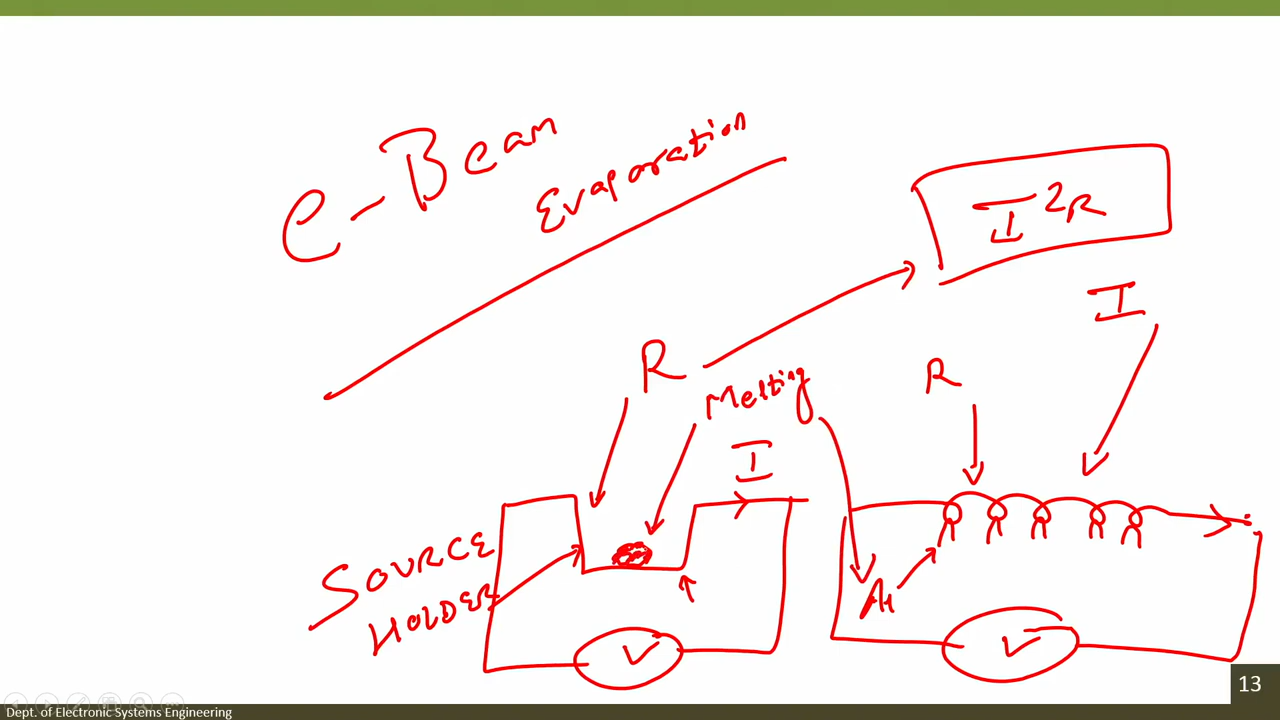 e-Beam
Evaporation
I²R
I
R
Melting
R
I
SOURCE
HOLDER
Al
V
V
13
Dept. of Electronic Systems Engineering